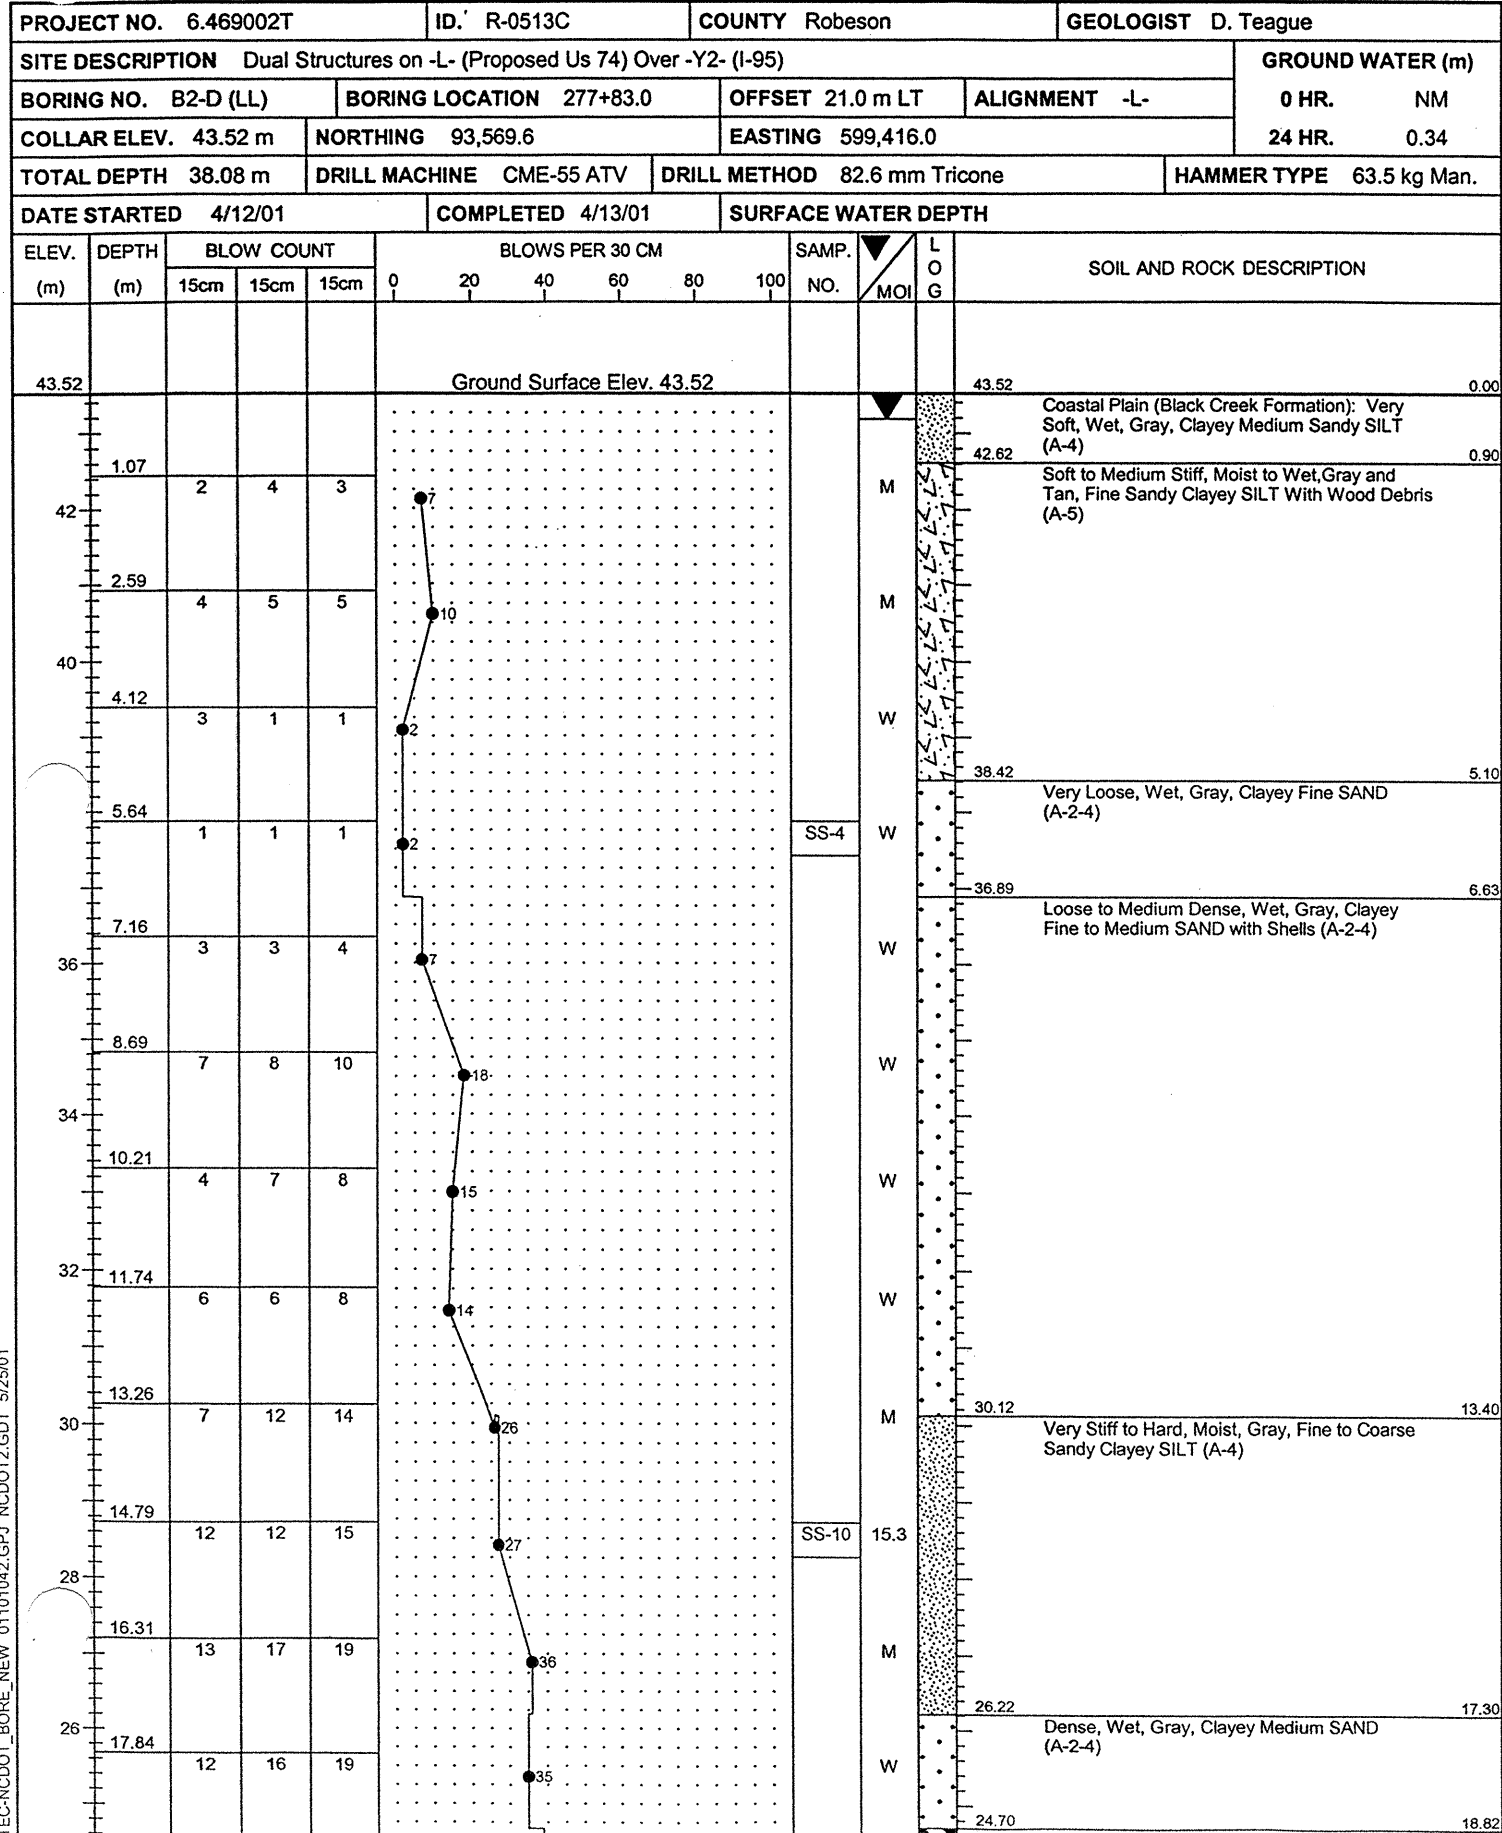 PROJECT NO. 6.469002T ID. R-0513C COUNTY Robeson GEOLOGIST D. Teague
SITE DESCRIPTION Dual Structures on -L- (Proposed Us 74) Over -Y2- (I-95) GROUND WATER (m)
BORING NO. B2-D (LL) BORING LOCATION 277+83.0 OFFSET 21.0 m LT ALIGNMENT -L- 0 HR. NM
COLLAR ELEV. 43.52 m NORTHING 93,569.6 EASTING 599,416.0 24 HR. 0.34
TOTAL DEPTH 38.08 m DRILL MACHINE CME-55 ATV DRILL METHOD 82.6 mm Tricone HAMMER TYPE 63.5 kg Man.
DATE STARTED 4/12/01 COMPLETED 4/13/01 SURFACE WATER DEPTH
ELEV. DEPTH BLOW COUNT BLOWS PER 30 CM SAMP. L
O SOIL AND ROCK DESCRIPTION
(m) (m) 15cm 15cm 15cm 0 20 40 60 80 100 NO. MOI G
43.52 Ground Surface Elev. 43.52 43.52 0.00
Coastal Plain (Black Creek Formation): Very
Soft, Wet, Gray, Clayey Medium Sandy SILT
(A-4)
42.62 0.90
1.07 Soft to Medium Stiff, Moist to Wet,Gray and
2 4 3 7 M Tan, Fine Sandy Clayey SILT With Wood Debris
42 (A-5)
2.59
4 5 5 10 M
40
4.12
3 1 1 2 W
38.42 5.10
5.64 Very Loose, Wet, Gray, Clayey Fine SAND
(A-2-4)
1 1 1 2 SS-4 W
36.89 6.63
7.16 Loose to Medium Dense, Wet, Gray, Clayey
Fine to Medium SAND with Shells (A-2-4)
3 3 4 7 W
36
8.69
7 8 10 18 W
34
10.21
4 7 8 15 W
32
11.74
6 6 8 14 W
13.26
30.12 13.40
7 12 14 26 M
30 Very Stiff to Hard, Moist, Gray, Fine to Coarse
Sandy Clayey SILT (A-4)
14.79
12 12 15 27 SS-10 15.3
28
16.31
13 17 19 36 M
26.22 17.30
26 Dense, Wet, Gray, Clayey Medium SAND
17.84 (A-2-4)
12 16 19 35 W
24.70 18.82
TEC-NCDOT_BORE_NEW 01101042.GPJ NCDOT2.GDT 5/25/01